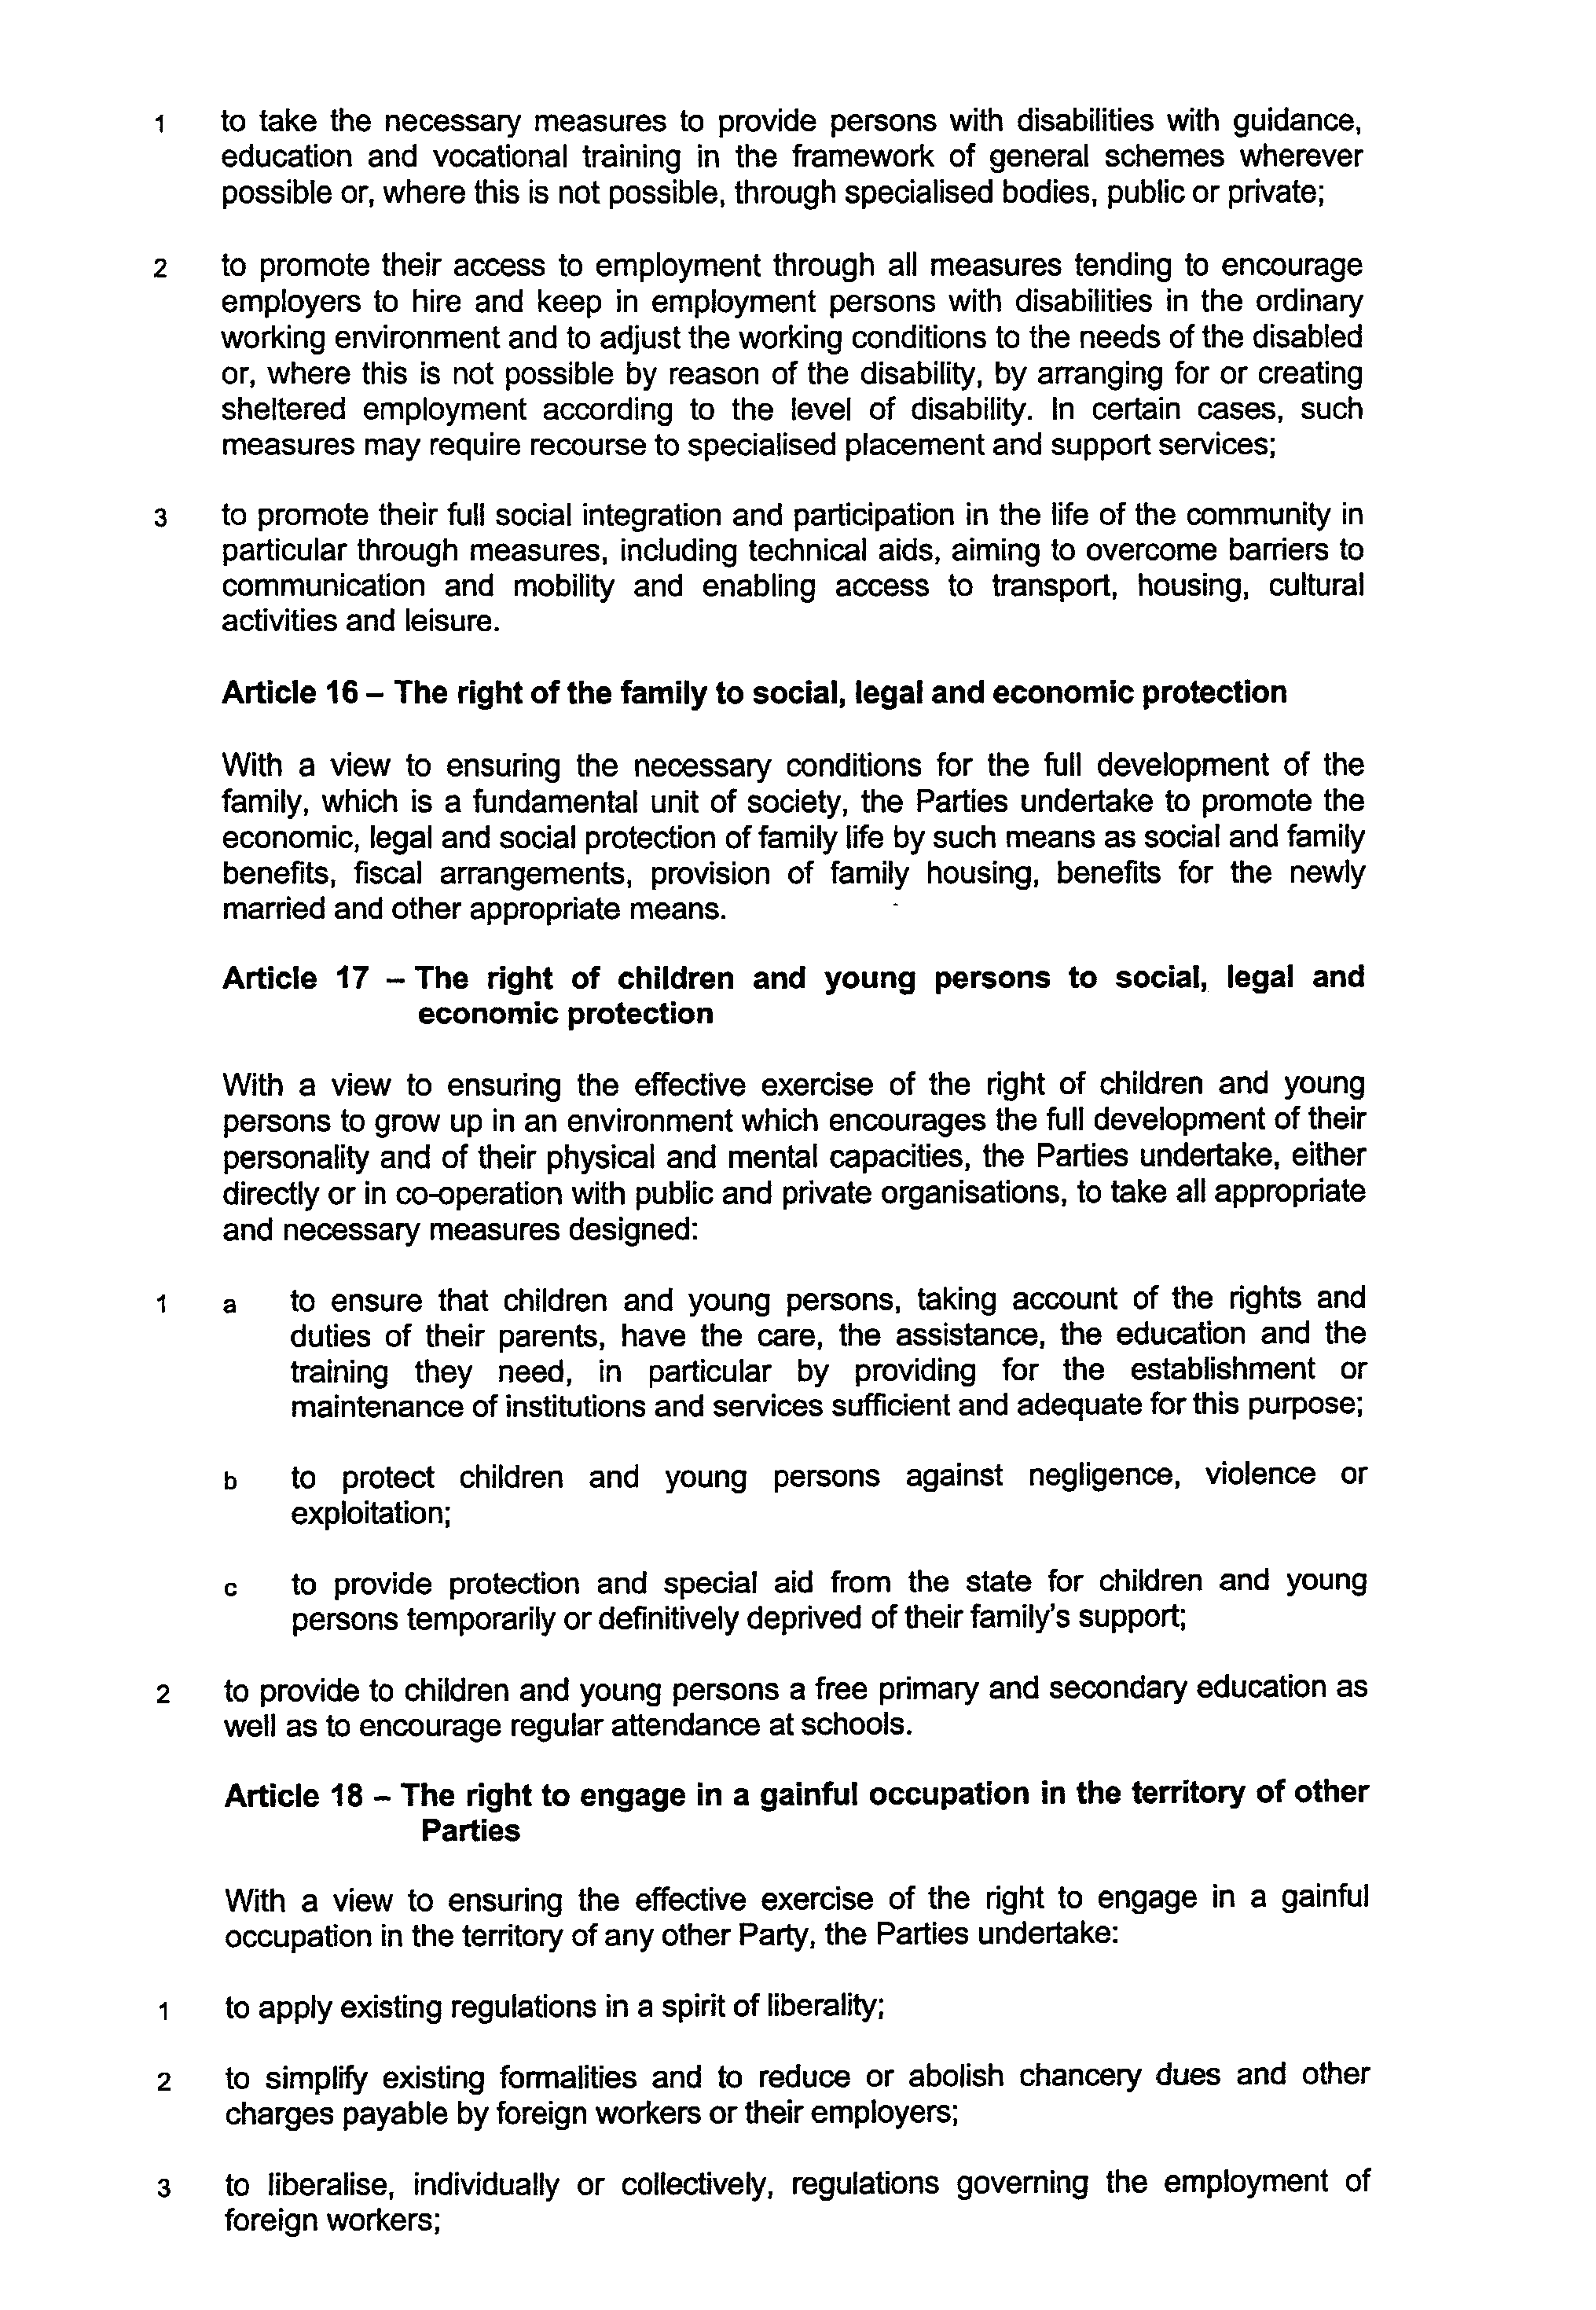 1 to take the necessary measures to provide persons with disabilities with guidance,
education and vocational training in the framework of general schemes wherever
possible or, where this is not possible, through specialised bodies, public or private;
2 to promote their access to employment through all measures tending to encourage
employers to hire and keep in employment persons with disabilities in the ordinary
working environment and to adjust the working conditions to the needs of the disabled
or, where this is not possible by reason of the disability, by arranging for or creating
sheltered employment according to the level of disability. In certain cases, such
measures may require recourse to specialised placement and support services;
3 to promote their full social integration and participation in the life of the community in
particular through measures, including technical aids, aiming to overcome barriers to
communication and mobility and enabling access to transport, housing, cultural
activities and leisure.
Article 16 – The right of the family to social, legal and economic protection
With a view to ensuring the necessary conditions for the full development of the
family, which is a fundamental unit of society, the Parties undertake to promote the
economic, legal and social protection of family life by such means as social and family
benefits, fiscal arrangements, provision of family housing, benefits for the newly
married and other appropriate means.
Article 17 – The right of children and young persons to social, legal and
economic protection
With a view to ensuring the effective exercise of the right of children and young
persons to grow up in an environment which encourages the full development of their
personality and of their physical and mental capacities, the Parties undertake, either
directly or in co-operation with public and private organisations, to take all appropriate
and necessary measures designed:
1 a to ensure that children and young persons, taking account of the rights and
duties of their parents, have the care, the assistance, the education and the
training they need, in particular by providing for the establishment or
maintenance of institutions and services sufficient and adequate for this purpose;
b to protect children and young persons against negligence, violence or
exploitation;
c to provide protection and special aid from the state for children and young
persons temporarily or definitively deprived of their family's support;
2 to provide to children and young persons a free primary and secondary education as
well as to encourage regular attendance at schools.
Article 18 – The right to engage in a gainful occupation in the territory of other
Parties
With a view to ensuring the effective exercise of the right to engage in a gainful
occupation in the territory of any other Party, the Parties undertake:
1 to apply existing regulations in a spirit of liberality;
2 to simplify existing formalities and to reduce or abolish chancery dues and other
charges payable by foreign workers or their employers;
3 to liberalise, individually or collectively, regulations governing the employment of
foreign workers;